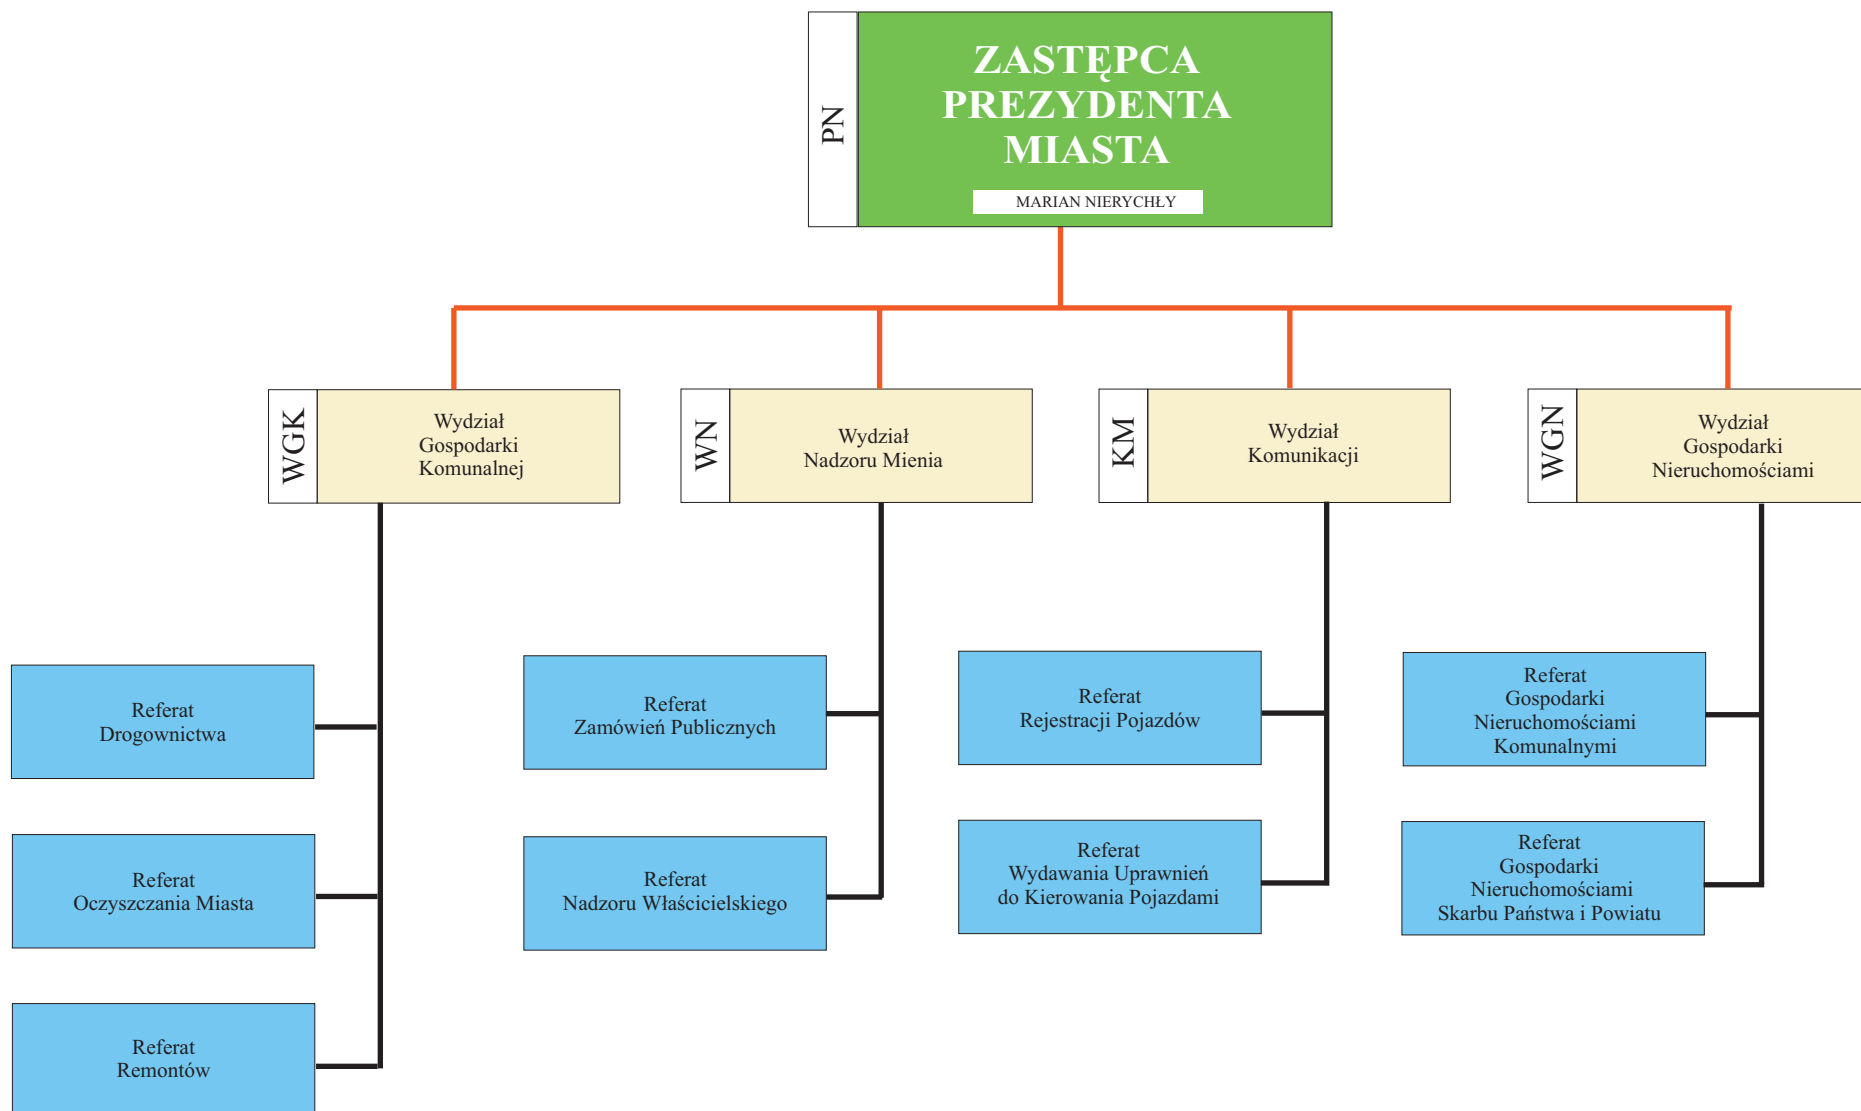 PN
ZASTĘPCA
PREZYDENTA
MIASTA
MARIAN NIERYCHŁY
WGK
Wydział
Gospodarki
Komunalnej
WN
Wydział
Nadzoru Mienia
KM
Wydział
Komunikacji
WGN
Wydział
Gospodarki
Nieruchomościami
Referat
Drogownictwa
Referat
Oczyszczania Miasta
Referat
Remontów
Referat
Zamówień Publicznych
Referat
Nadzoru Właścicielskiego
Referat
Rejestracji Pojazdów
Referat
Wydawania Uprawnień
do Kierowania Pojazdami
Referat
Gospodarki
Nieruchomościami
Komunalnymi
Referat
Gospodarki
Nieruchomościami
Skarbu Państwa i Powiatu